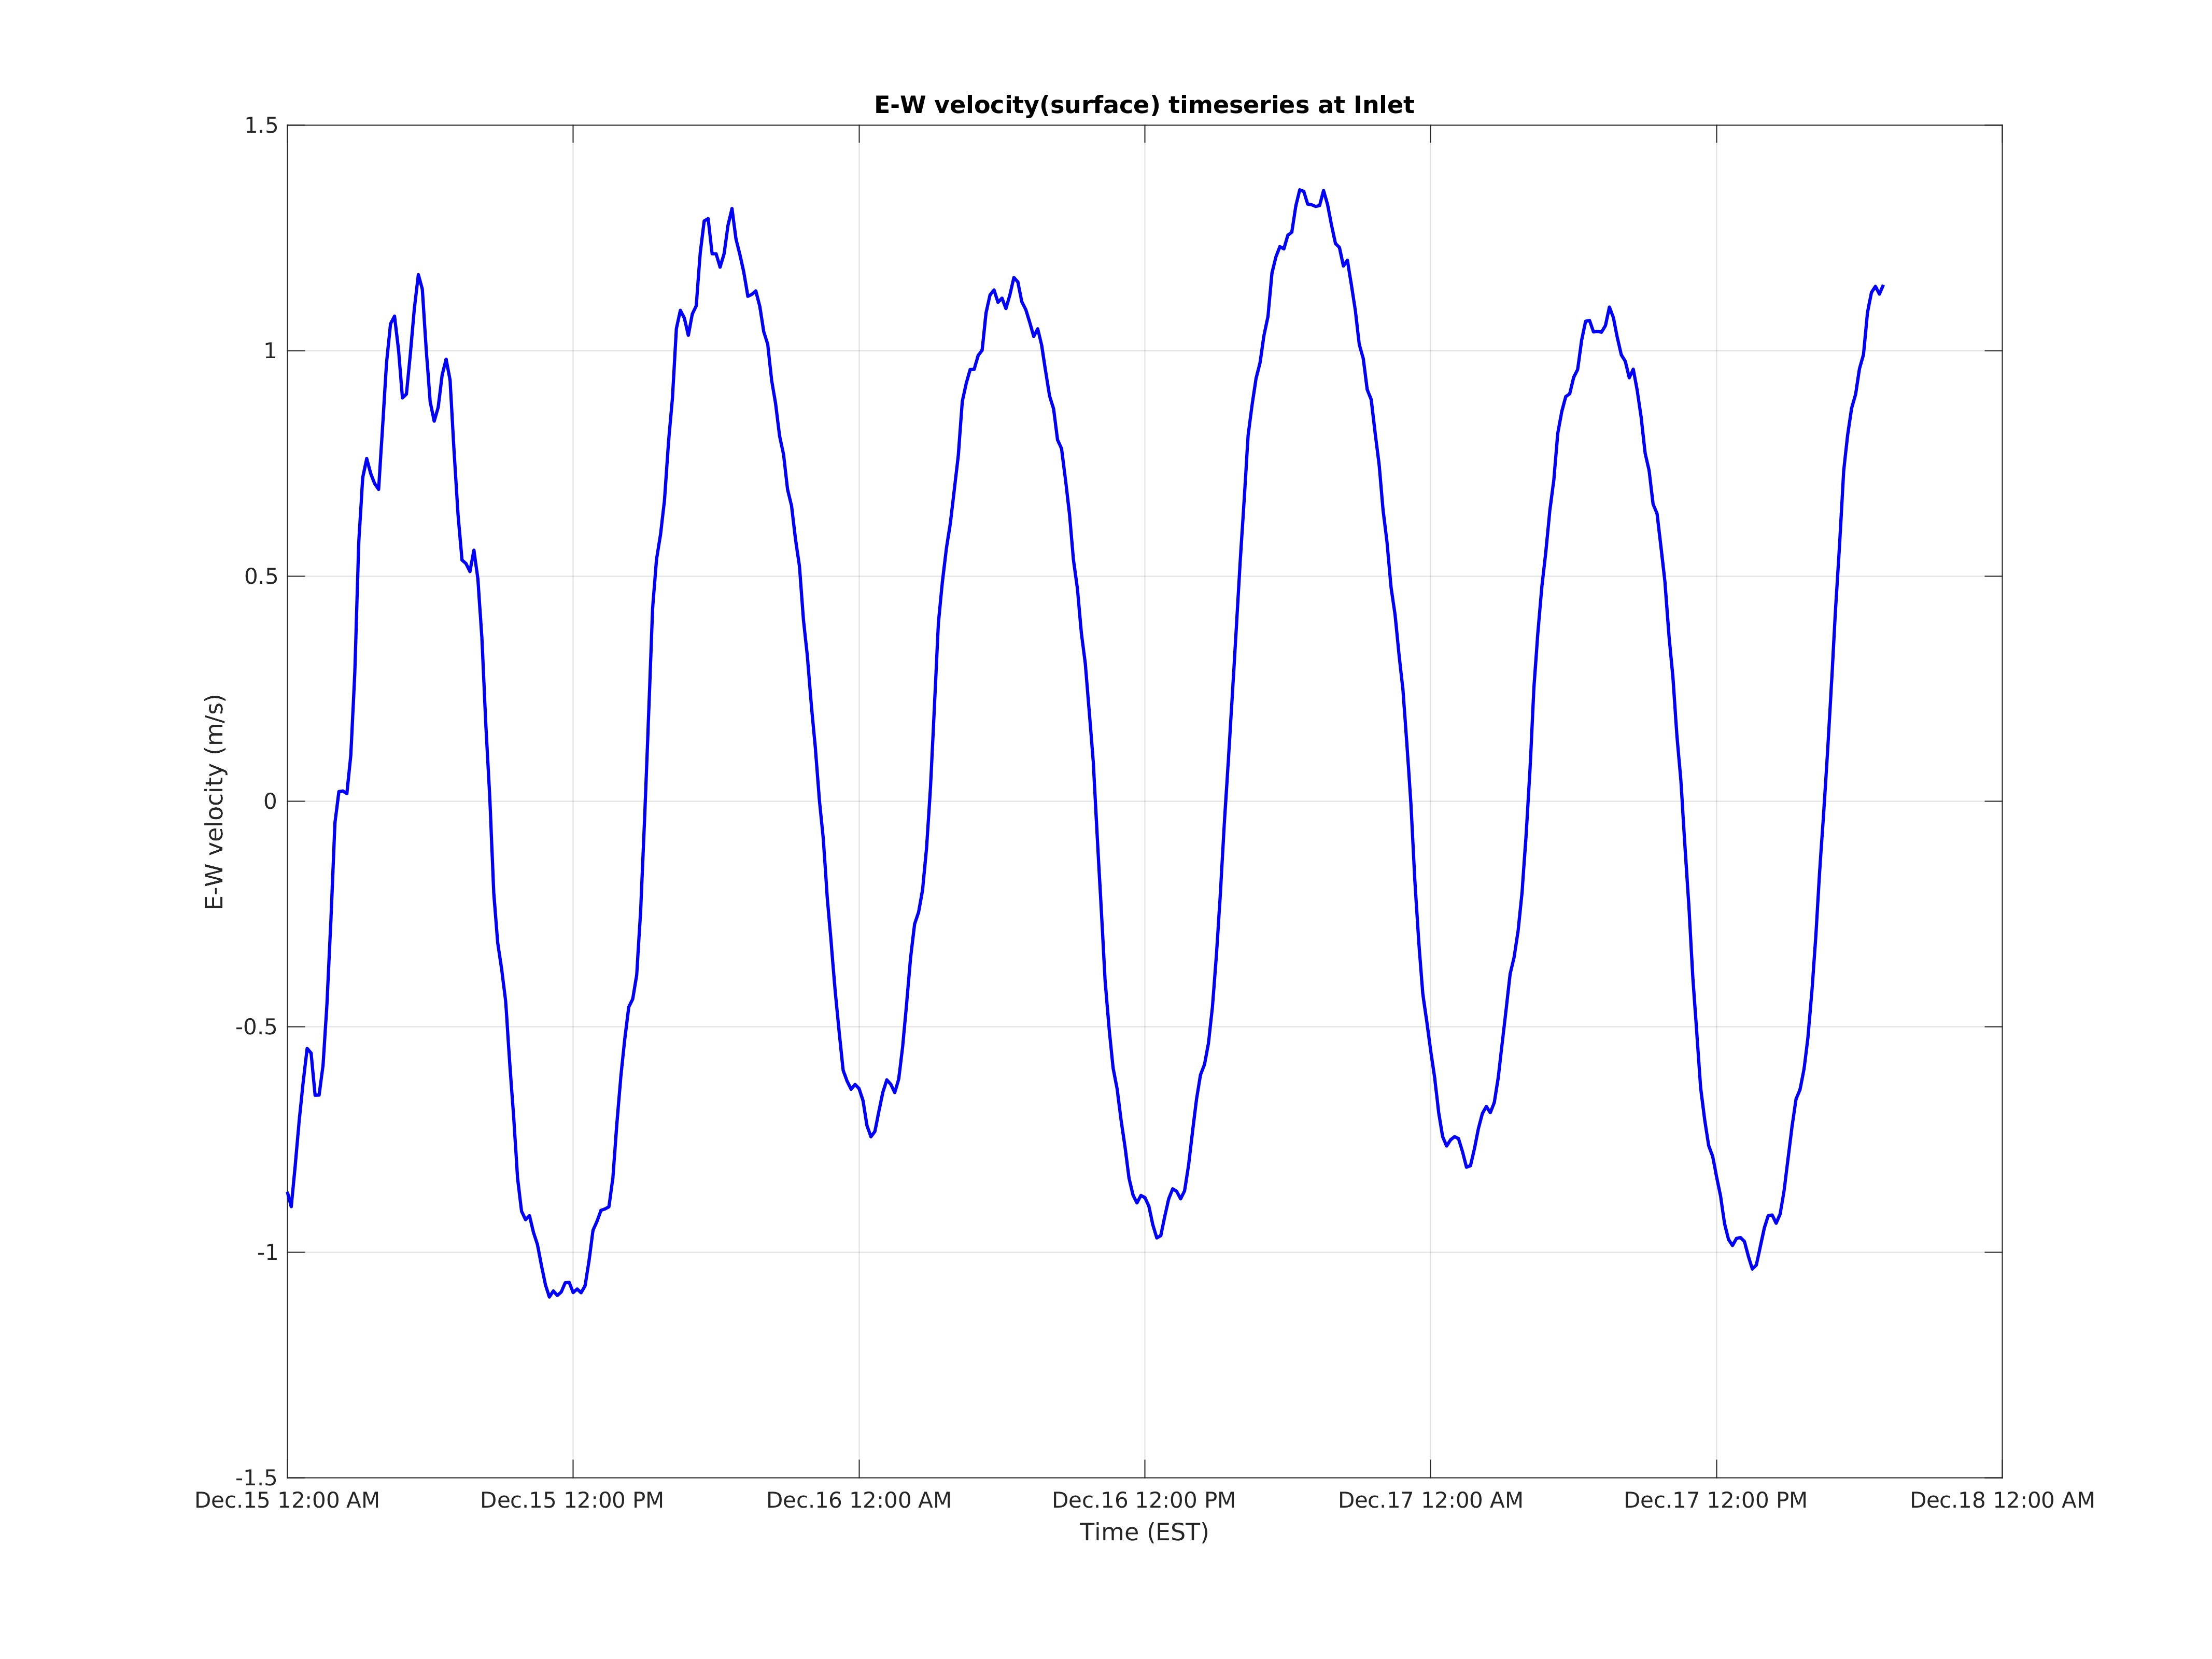 E-W velocity(surface) timeseries at Inlet
1.5
1
0.5
0
-0.5
-1
-1.5
E-W velocity (m/s)
Dec.15 12:00 AM Dec.15 12:00 PM Dec.16 12:00 AM Dec.16 12:00 PM Dec.17 12:00 AM Dec.17 12:00 PM Dec.18 12:00 AM
Time (EST)